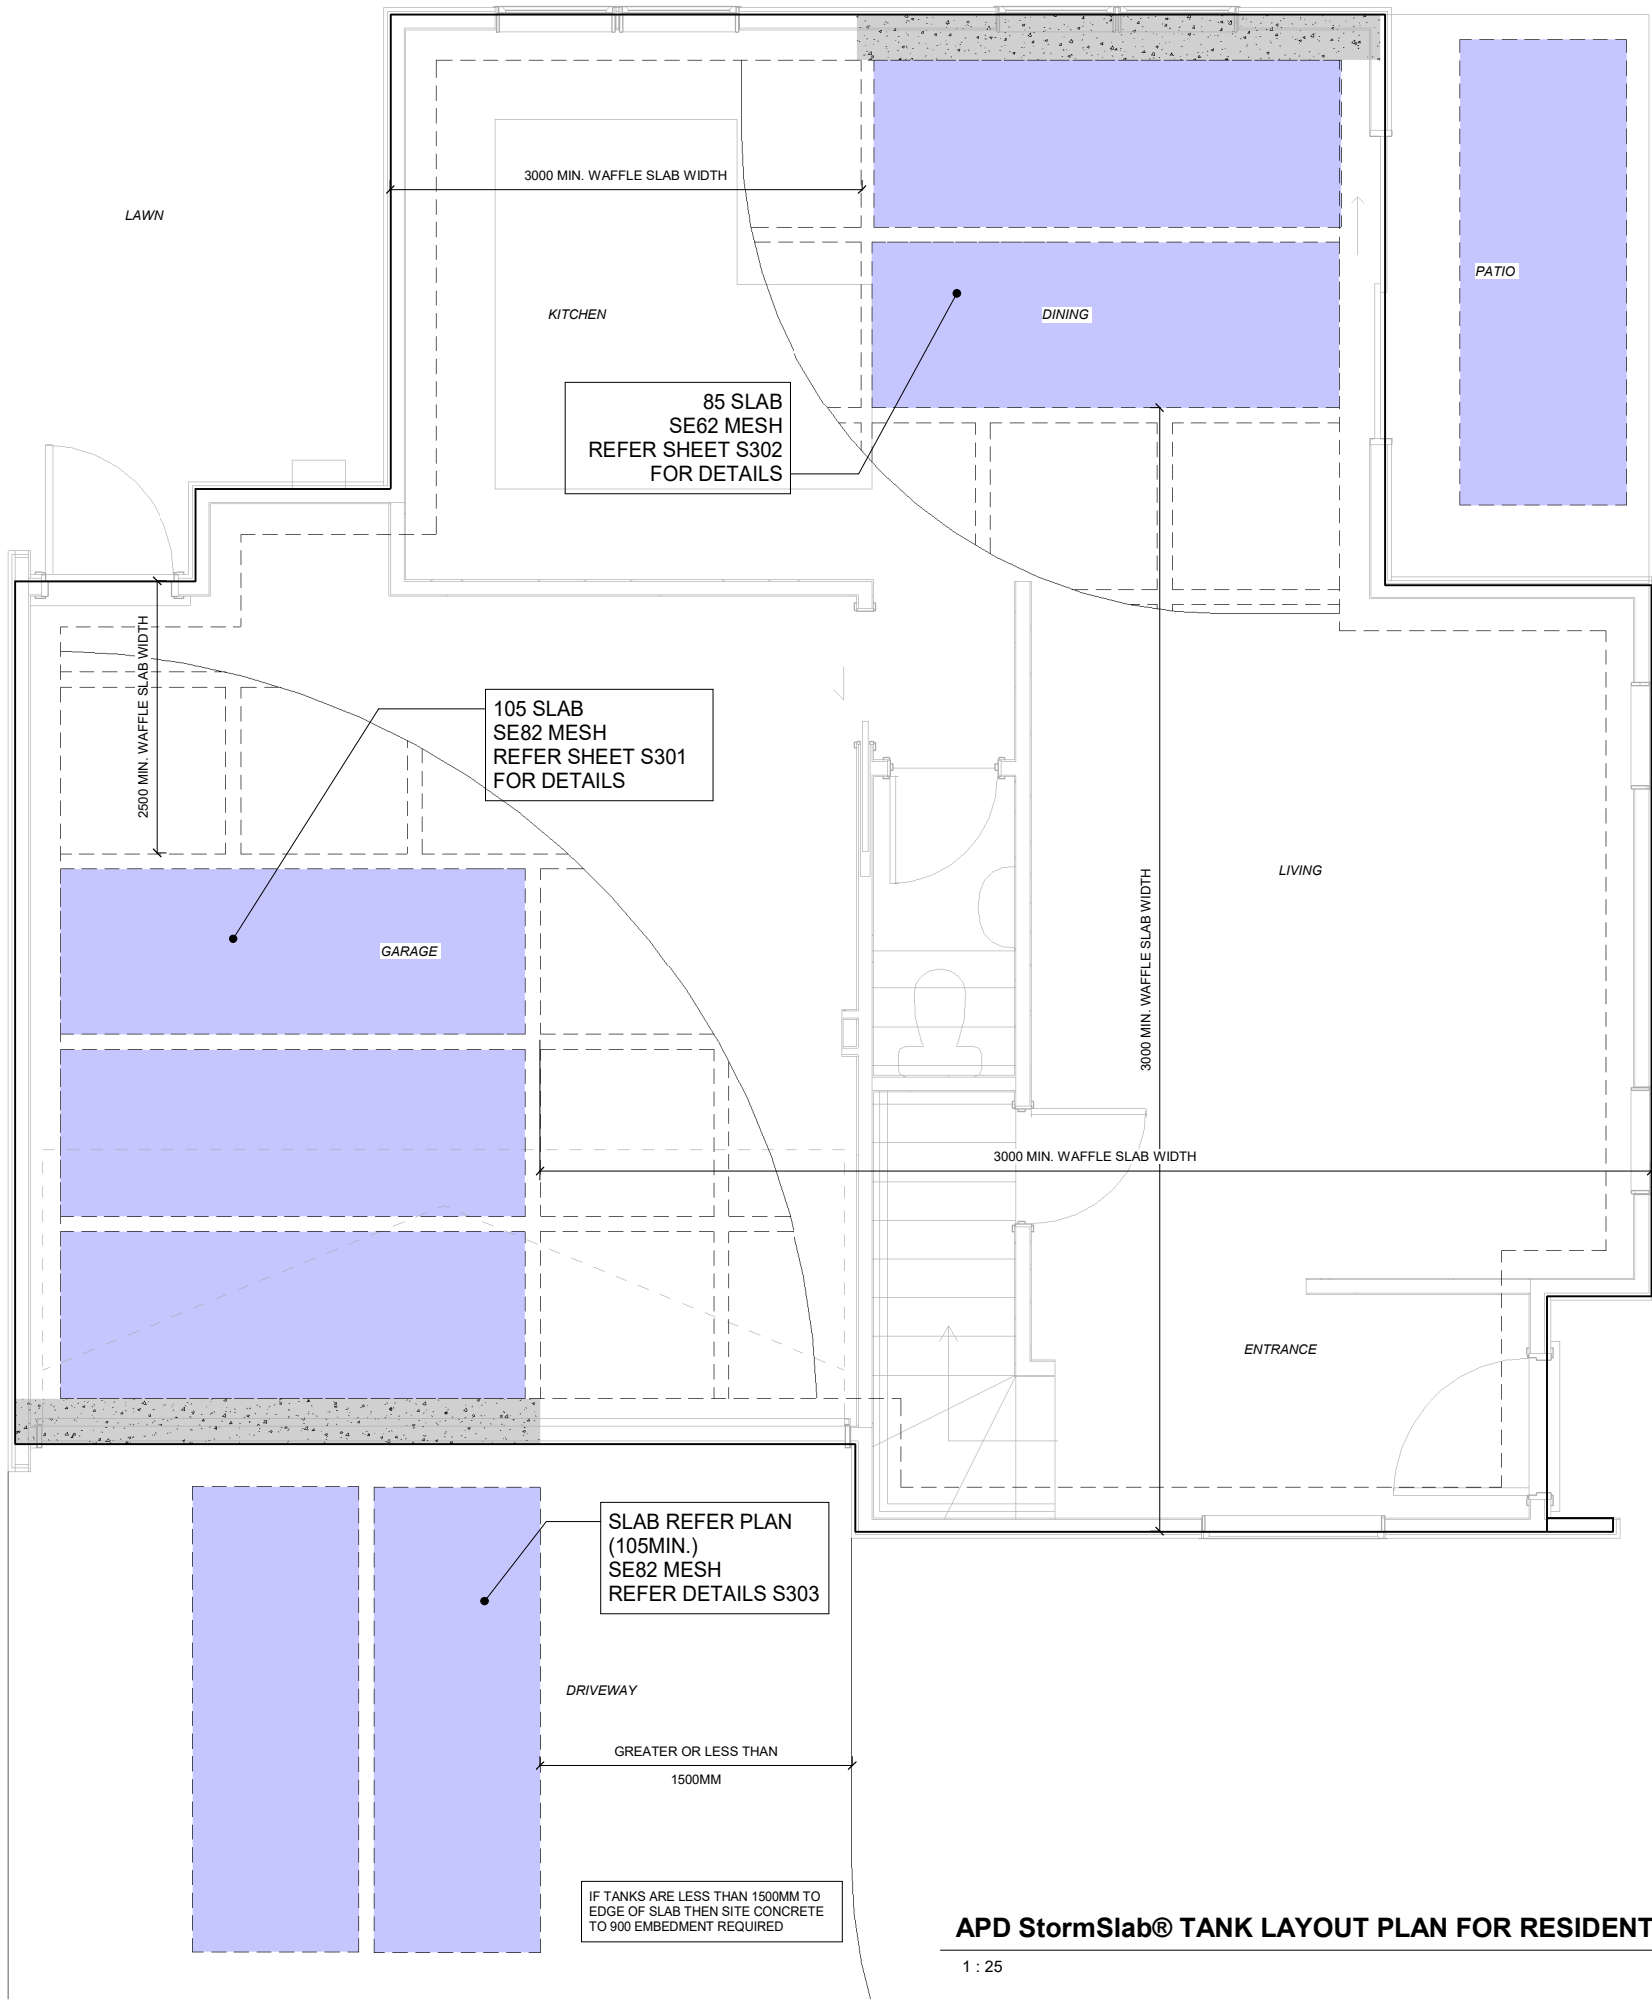 3000 MIN. WAFFLE SLAB WIDTH
LAWN
PATIO
KITCHEN
DINING
85 SLAB
SE62 MESH
REFER SHEET S302
FOR DETAILS
2500 MIN. WAFFLE SLAB WIDTH
105 SLAB
SE82 MESH
REFER SHEET S301
FOR DETAILS
LIVING
GARAGE
3000 MIN. WAFFLE SLAB WIDTH
3000 MIN. WAFFLE SLAB WIDTH
ENTRANCE
SLAB REFER PLAN
(105MIN.)
SE82 MESH
REFER DETAILS S303
DRIVEWAY
GREATER OR LESS THAN
1500MM
IF TANKS ARE LESS THAN 1500MM TO
EDGE OF SLAB THEN SITE CONCRETE
TO 900 EMBEDMENT REQUIRED
APD StormSlab® TANK LAYOUT PLAN FOR RESIDENT
1 : 25